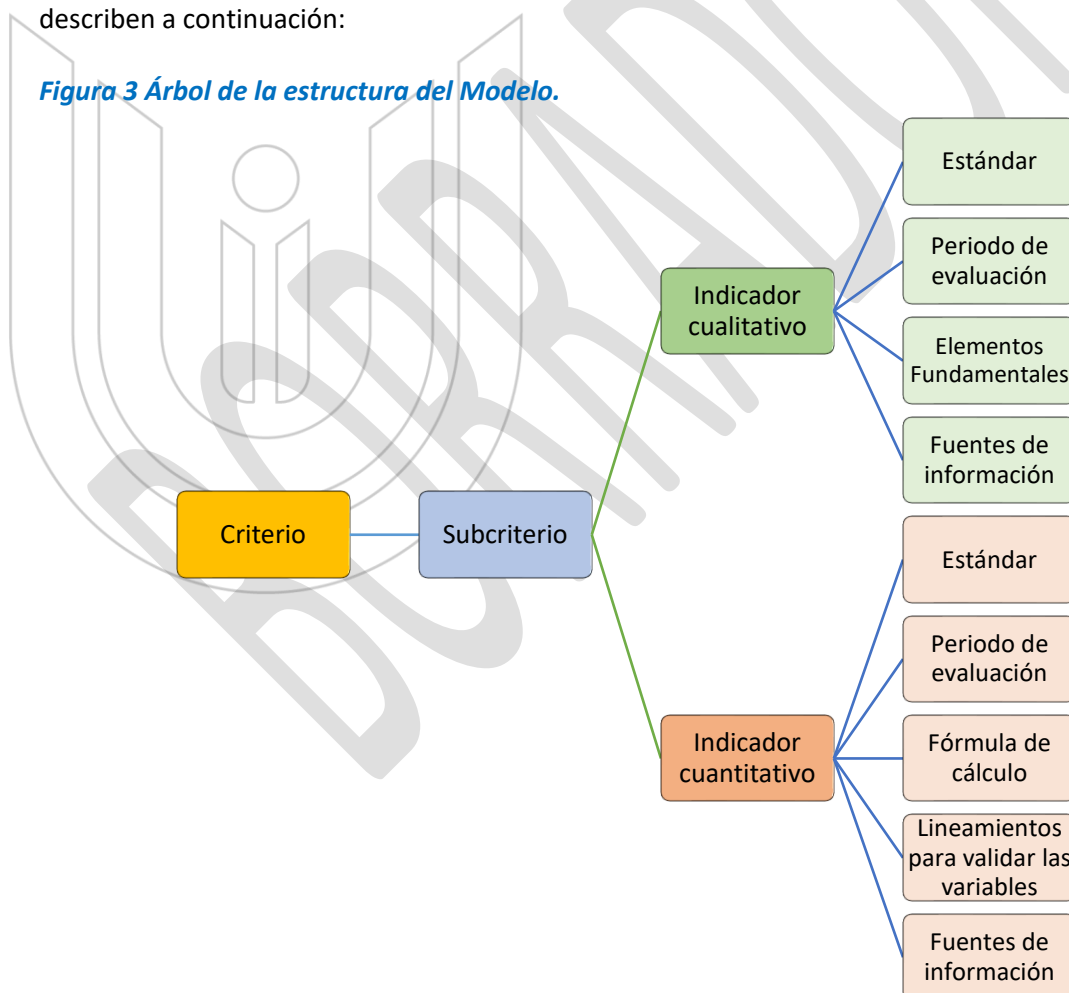 describen a continuación:
Figura 3 Árbol de la estructura del Modelo.
Criterio
Subcriterio
Indicador
cualitativo
Estándar
Periodo de
evaluación
Elementos
Fundamentales
Fuentes de
información
Indicador
cuantitativo
Estándar
Periodo de
evaluación
Fórmula de
cálculo
Lineamientos
para validar las
variables
Fuentes de
información